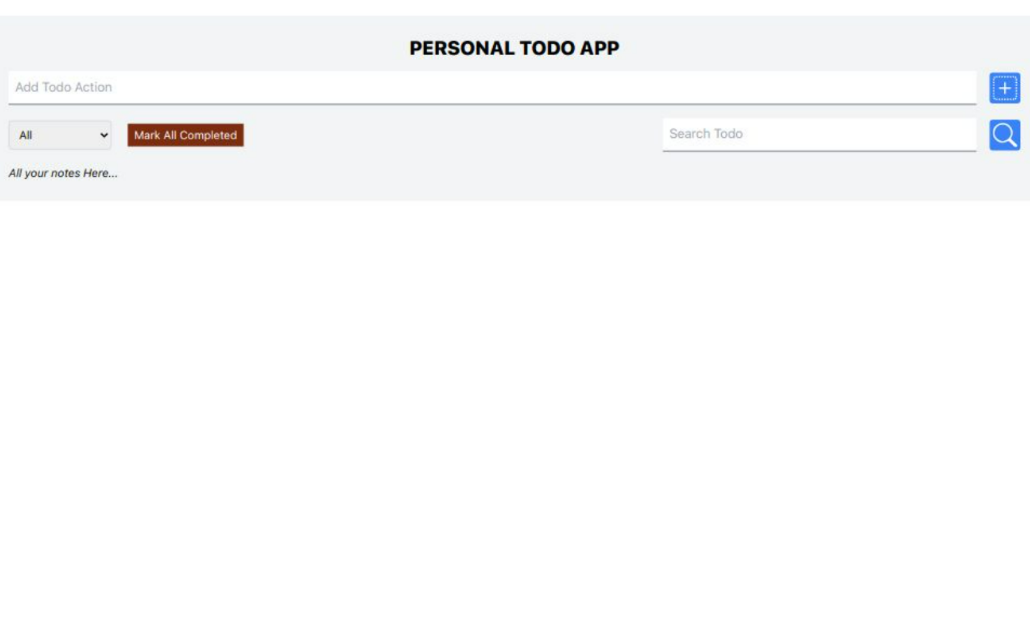 PERSONAL TODO APP
Add Todo Action
All
Mark All Completed
Search Todo
All your notes Here...